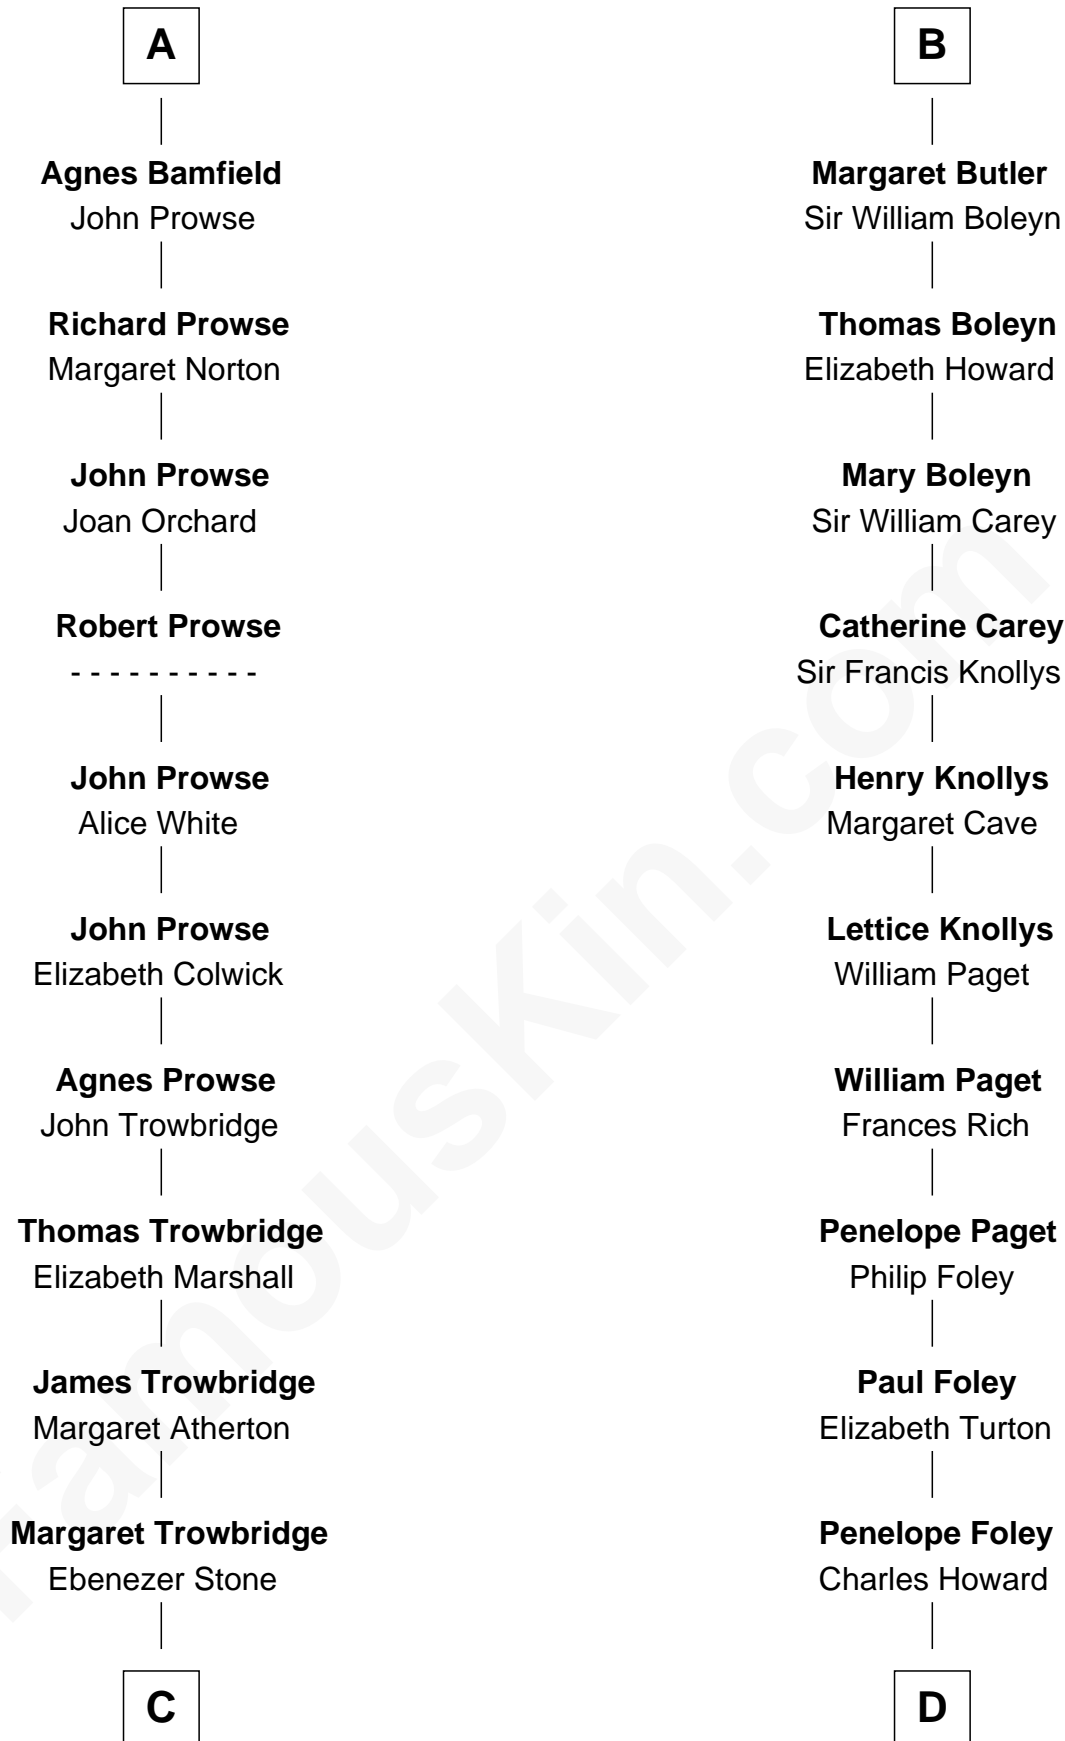 A
B
Agnes Bamfield
John Prowse
Margaret Butler
Sir William Boleyn
Richard Prowse
Margaret Norton
Thomas Boleyn
Elizabeth Howard
John Prowse
Joan Orchard
Mary Boleyn
Sir William Carey
Robert Prowse
- - - - - - - - - -
Catherine Carey
Sir Francis Knollys
John Prowse
Alice White
Henry Knollys
Margaret Cave
John Prowse
Elizabeth Colwick
Lettice Knollys
William Paget
Agnes Prowse
John Trowbridge
William Paget
Frances Rich
Thomas Trowbridge
Elizabeth Marshall
Penelope Paget
Philip Foley
James Trowbridge
Margaret Atherton
Paul Foley
Elizabeth Turton
Margaret Trowbridge
Ebenezer Stone
Penelope Foley
Charles Howard
C
D
FamousKin.com